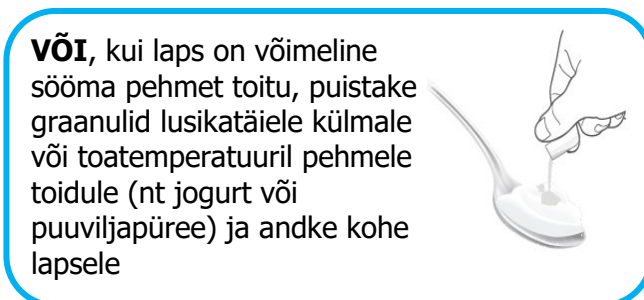 VÕI, kui laps on võimeline
sööma pehmet toitu, puistake
graanulid lusikatäiele külmale
või toatemperatuuril pehmele
toidule (nt jogurt või
puuviljapüree) ja andke kohe
lapsele